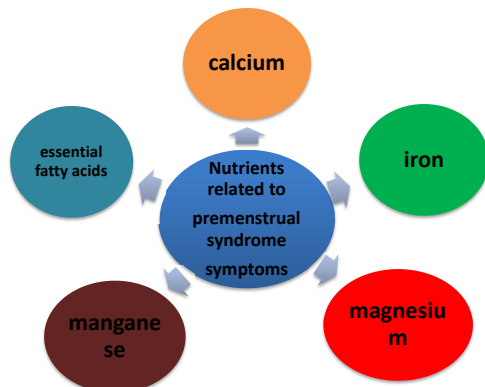 calcium
essential
fatty acids
iron
Nutrients
related to
premenstrual
syndrome
symptoms
mangane
se
magnesiu
m